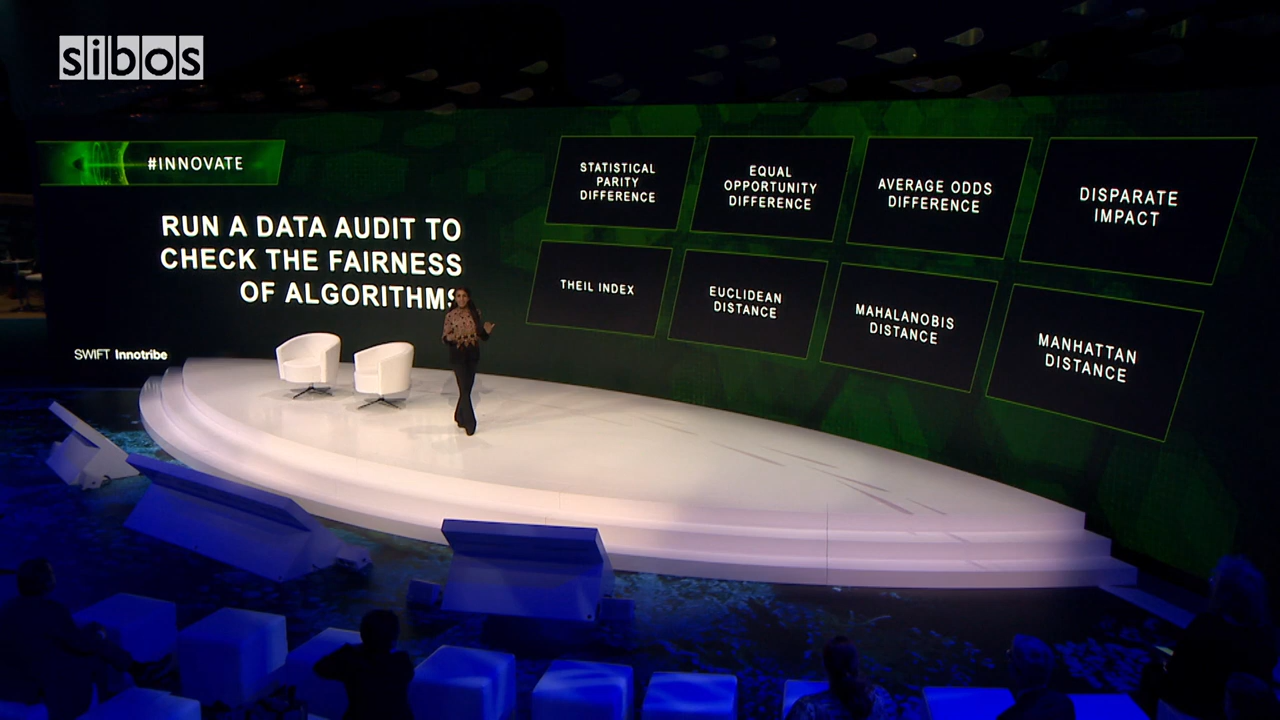 sibos
#INNOVATE
RUN A DATA AUDIT TO
CHECK THE FAIRNESS
OF ALGORITHMS
SWIFT Innotribe
STATISTICAL
PARITY
DIFFERENCE
EQUAL
OPPORTUNITY
DIFFERENCE
AVERAGE ODDS
DIFFERENCE
DISPARATE
IMPACT
THEIL INDEX
EUCLIDEAN
DISTANCE
MAHALANOBIS
DISTANCE
MANHATTAN
DISTANCE